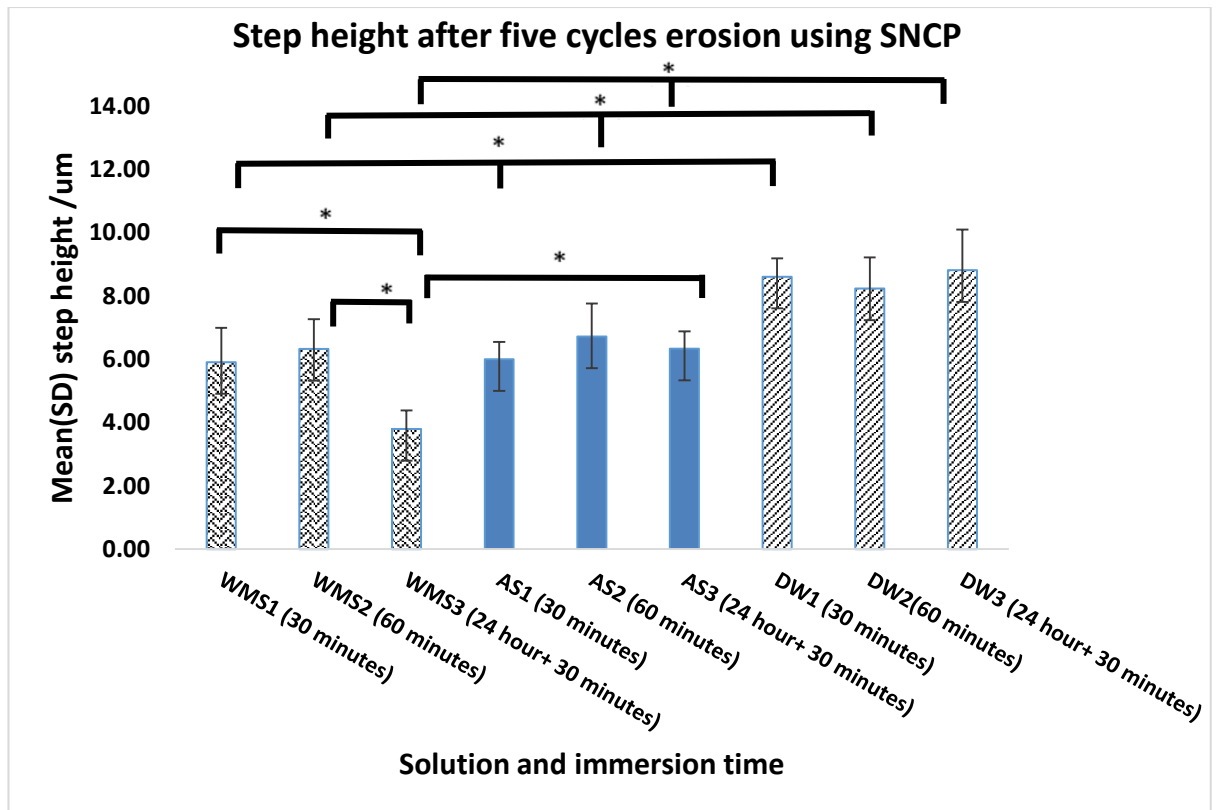 Step height after five cycles erosion using SNCP
*
*
*
*
*
*
Mean(SD) step height /um
14.00
12.00
10.00
8.00
6.00
4.00
2.00
0.00
WMS1 (30 minutes)
WMS2 (60 minutes)
WMS3 (24 hour+ 30 minutes)
AS1 (30 minutes)
AS2 (60 minutes)
AS3 (24 hour+ 30 minutes)
DW1 (30 minutes)
DW2(60 minutes)
DW3 (24 hour+ 30 minutes)
Solution and immersion time